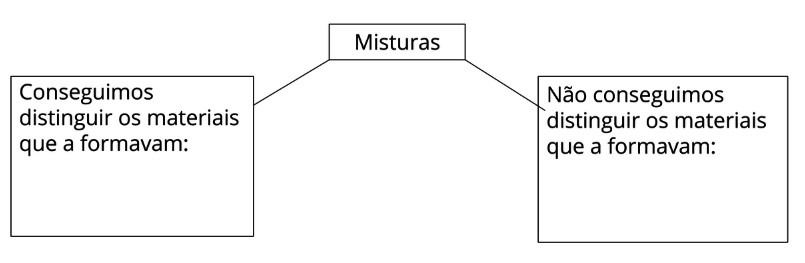 Misturas
Conseguimos
distinguir os materiais
que a formavam:
Não conseguimos
distinguir os materiais
que a formavam: